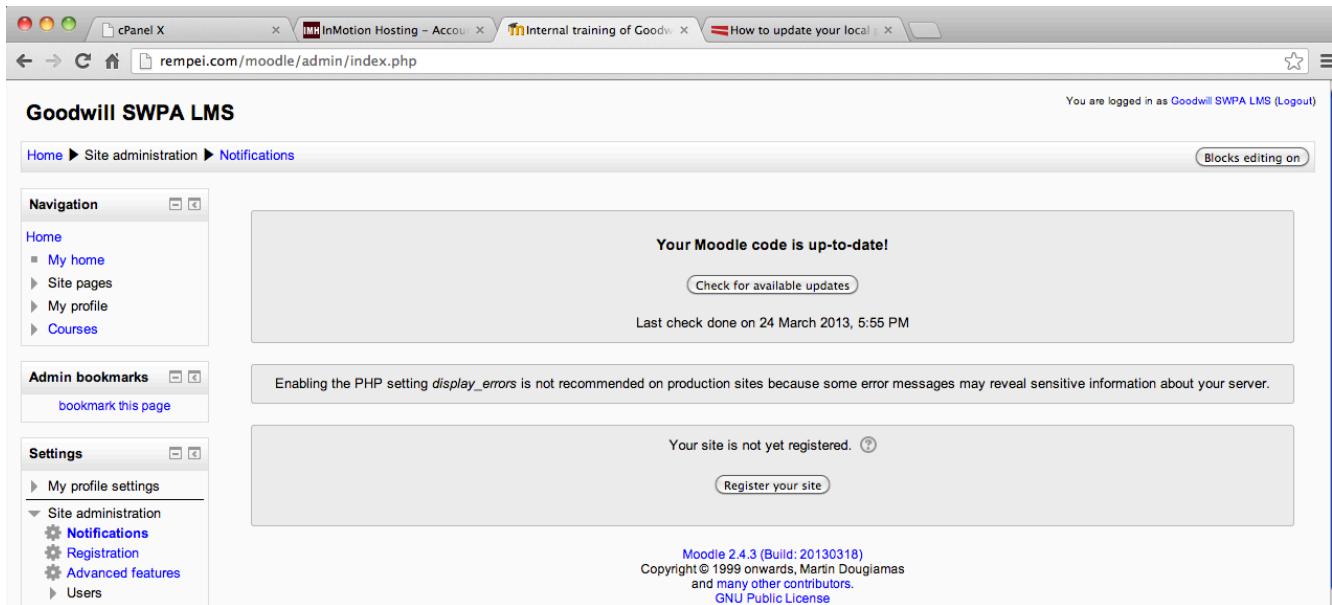 cPanel X
IMH InMotion Hosting – Accou
Internal training of Goodw
How to update your local
rempei.com/moodle/admin/index.php
Goodwill SWPA LMS
You are logged in as Goodwill SWPA LMS (Logout)
Home Site administration Notifications
Blocks editing on
Navigation
Home
My home
Site pages
My profile
Courses
Admin bookmarks
bookmark this page
Settings
My profile settings
Site administration
Notifications
Registration
Advanced features
Users
Your Moodle code is up-to-date!
Check for available updates
Last check done on 24 March 2013, 5:55 PM
Enabling the PHP setting display_errors is not recommended on production sites because some error messages may reveal sensitive information about your server.
Your site is not yet registered. ?
Register your site
Moodle 2.4.3 (Build: 20130318)
Copyright © 1999 onwards, Martin Dougiamas
and many other contributors.
GNU Public License